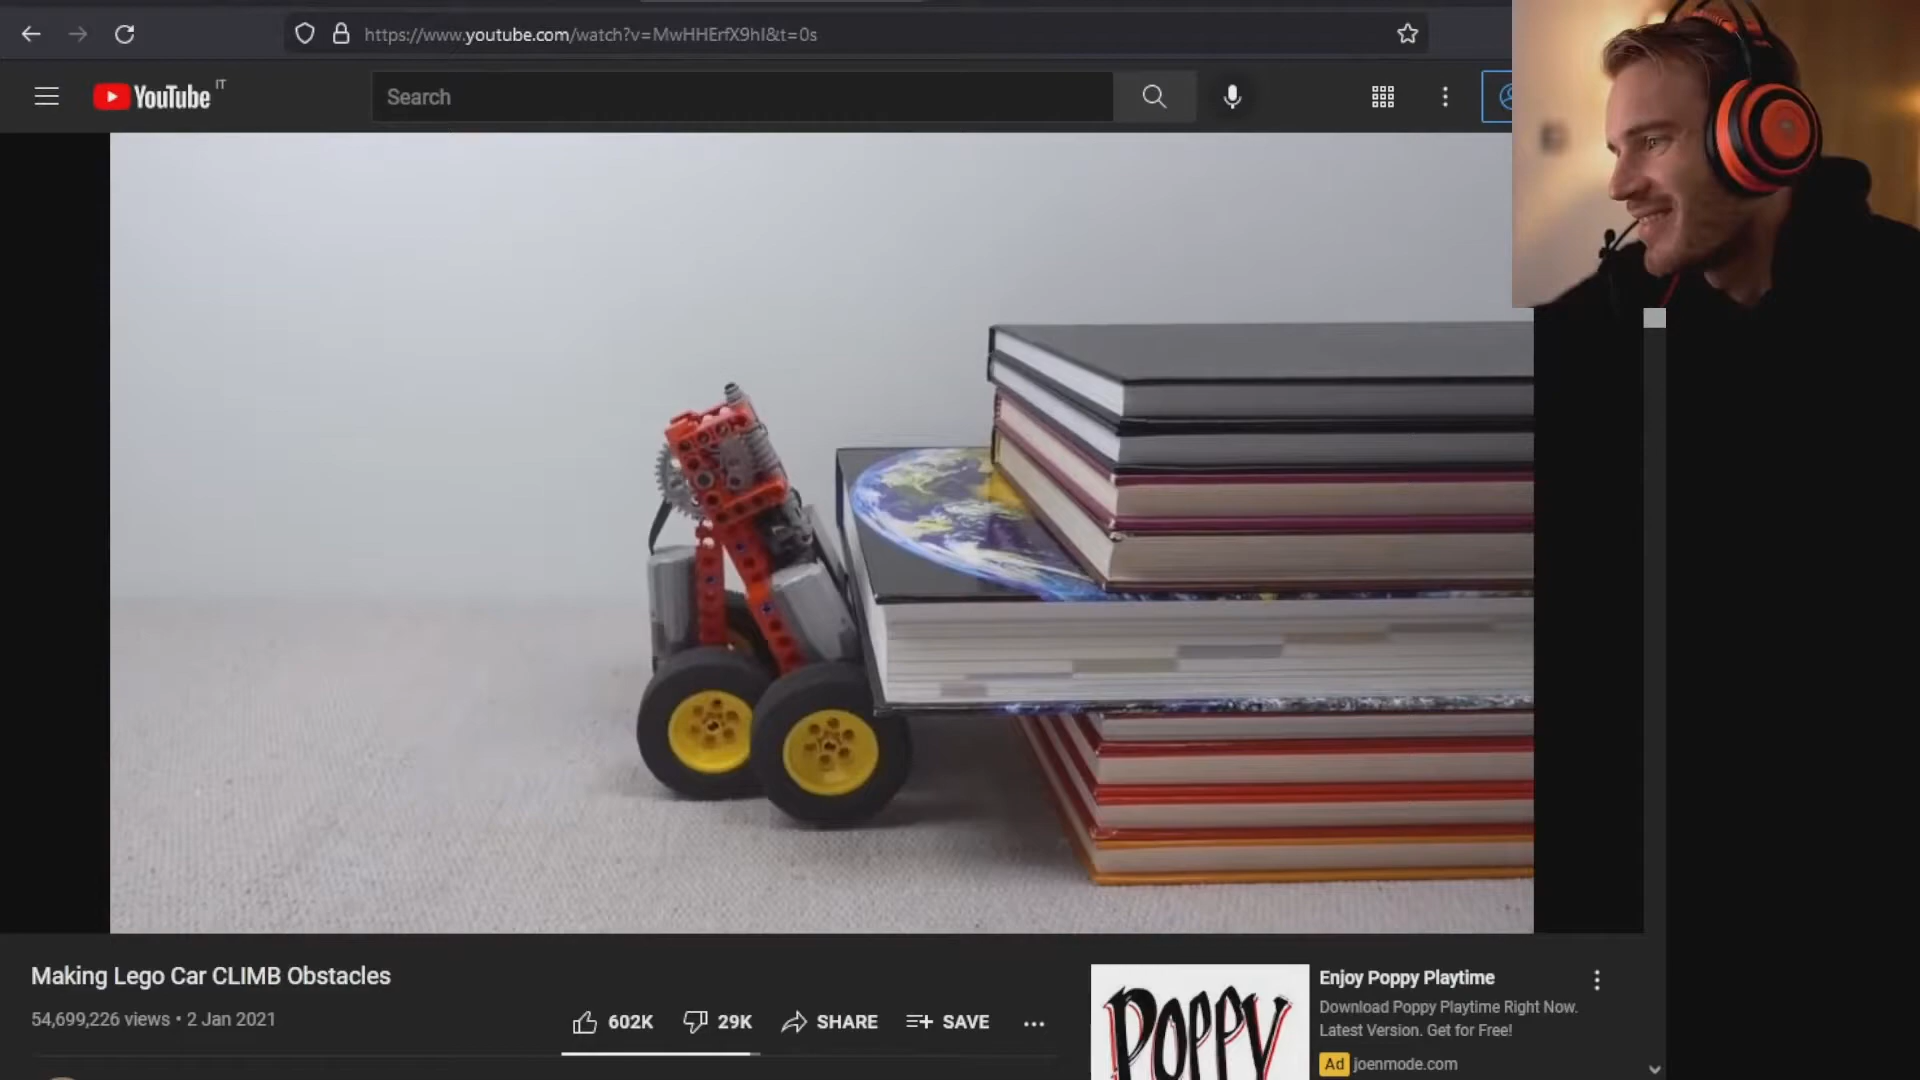 https://www.youtube.com/watch?v=MwHHErfX9hI&t=0s
YouTube IT
Search
Making Lego Car CLIMB Obstacles
54,699,226 views • 2 Jan 2021
602K
29K
SHARE
SAVE
POPPY
Enjoy Poppy Playtime
Download Poppy Playtime Right Now.
Latest Version. Get for Free!
Ad joenmode.com